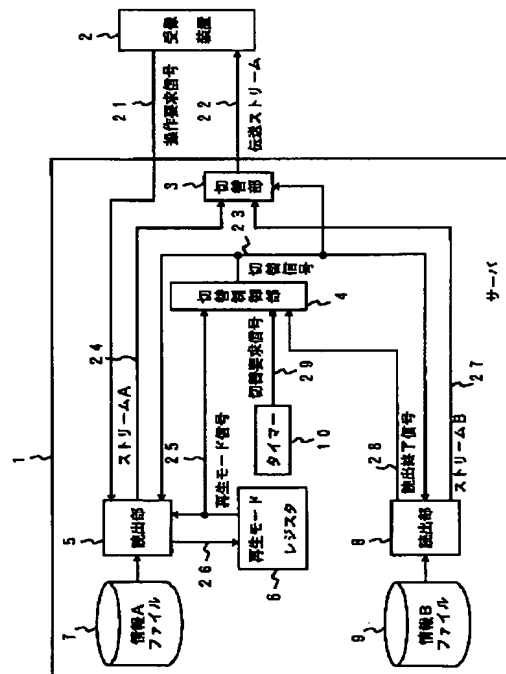 1
サーバ
7
情報A
ファイル
5
読出部
24
ストリームA
25
再生モード信号
26
6
再生モード
レジスタ
10
タイマー
29
切替要求信号
4
切替制御部
切替信号
23
3
切替部
21
操作要求信号
22
伝送ストリーム
2
受像
装置
9
情報B
ファイル
8
読出部
28
読出終了信号
27
ストリームB